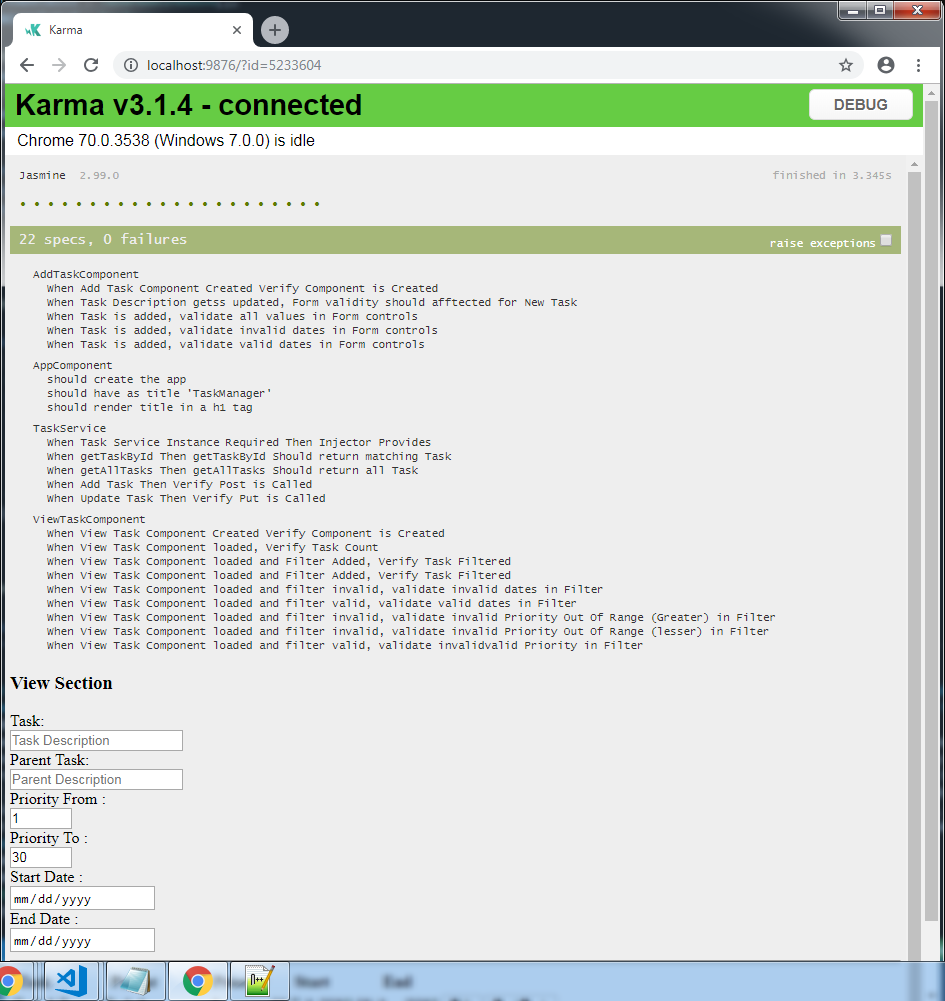 Karma
localhost:9876/?id=5233604
Karma v3.1.4 - connected
DEBUG
Chrome 70.0.3538 (Windows 7.0.0) is idle
Jasmine 2.99.0
finished in 3.345s
22 specs, 0 failures
raise exceptions
AddTaskComponent
When Add Task Component Created Verify Component is Created
When Task Description getss updated, Form validity should afftected for New Task
When Task is added, validate all values in Form controls
When Task is added, validate invalid dates in Form controls
When Task is added, validate valid dates in Form controls
AppComponent
should create the app
should have as title 'TaskManager'
should render title in a h1 tag
TaskService
When Task Service Instance Required Then Injector Provides
When getTaskById Then getTaskById Should return matching Task
When getAllTasks Then getAllTasks Should return all Task
When Add Task Then Verify Post is Called
When Update Task Then Verify Put is Called
ViewTaskComponent
When View Task Component Created Verify Component is Created
When View Task Component loaded, Verify Task Count
When View Task Component loaded and Filter Added, Verify Task Filtered
When View Task Component loaded and Filter Added, Verify Task Filtered
When View Task Component loaded and filter invalid, validate invalid dates in Filter
When View Task Component loaded and filter valid, validate valid dates in Filter
When View Task Component loaded and filter invalid, validate invalid Priority Out Of Range (Greater) in Filter
When View Task Component loaded and filter invalid, validate invalid Priority Out Of Range (lesser) in Filter
When View Task Component loaded and filter valid, validate invalidvalid Priority in Filter
View Section
Task:
Task Description
Parent Task:
Parent Description
Priority From :
1
Priority To :
30
Start Date :
mm/dd/yyyy
End Date :
mm/dd/yyyy